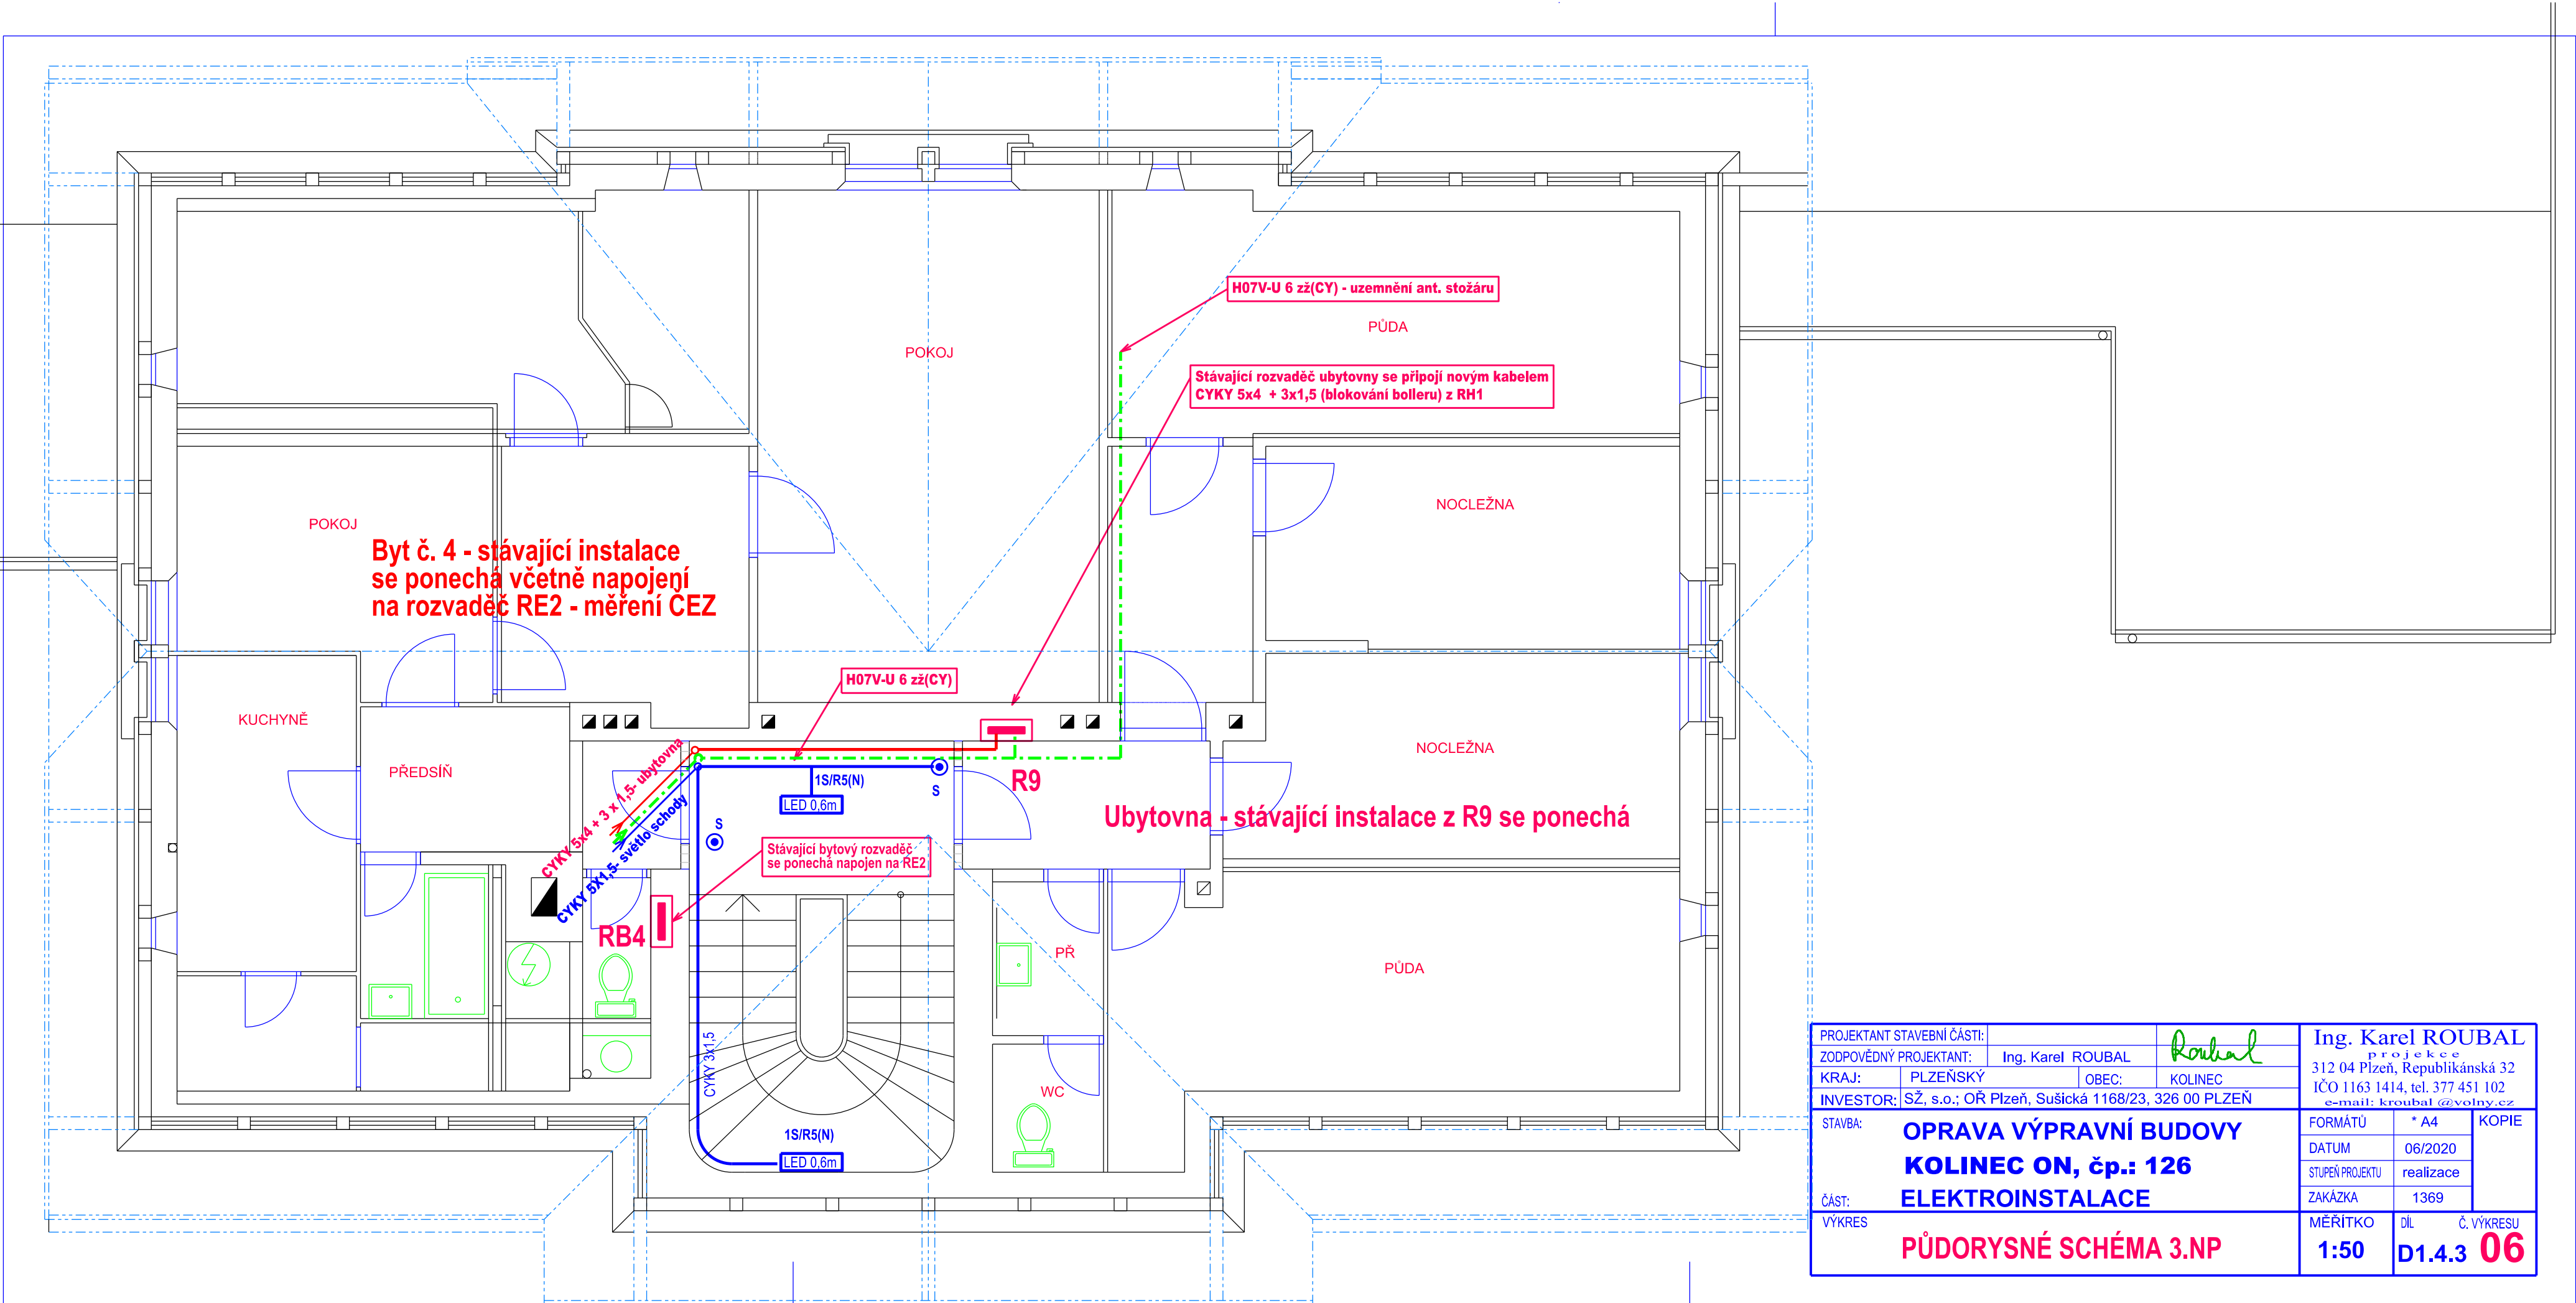 H07V-U 6 zž(CY) - uzemnění ant. stožáru
PŮDA
POKOJ
Stávající rozvaděč ubytovny se připojí novým kabelem
CYKY 5x4 + 3x1,5 (blokování bolleru) z RH1
NOCLEŽNA
POKOJ
Byt č. 4 - stávající instalace
se ponechá včetně napojení
na rozvaděč RE2 - měření ČEZ
H07V-U 6 zž(CY)
KUCHYNĚ
PŘEDSÍŇ
NOCLEŽNA
CYKY 5x4 + 3 x 1,5- ubytovna
CYKY 5X1,5- světlo schody
1S/R5(N)
LED 0,6m
S
S
R9
Ubytovna - stávající instalace z R9 se ponechá
Stávající bytový rozvaděč
se ponechá napojen na RE2
RB4
PŘ
PŮDA
CYKY 3x1,5
WC
1S/R5(N)
LED 0,6m
PROJEKTANT STAVEBNÍ ČÁSTI:
Roubal
ZODPOVĚDNÝ PROJEKTANT: Ing. Karel ROUBAL
KRAJ: PLZEŇSKÝ OBEC: KOLINEC
INVESTOR: SŽ, s.o.; OŘ Plzeň, Sušická 1168/23, 326 00 PLZEŇ
Ing. Karel ROUBAL
projekce
312 04 Plzeň, Republikánská 32
IČO 1163 1414, tel. 377 451 102
e-mail: kroubal @volny.cz
STAVBA: OPRAVA VÝPRAVNÍ BUDOVY
KOLINEC ON, čp.: 126
ČÁST: ELEKTROINSTALACE
FORMÁTŮ * A4 KOPIE
DATUM 06/2020
STUPEŇ PROJEKTU realizace
ZAKÁZKA 1369
VÝKRES
PŮDORYSNÉ SCHÉMA 3.NP
MĚŘÍTKO
1:50
DÍL
D1.4.3
Č. VÝKRESU
06